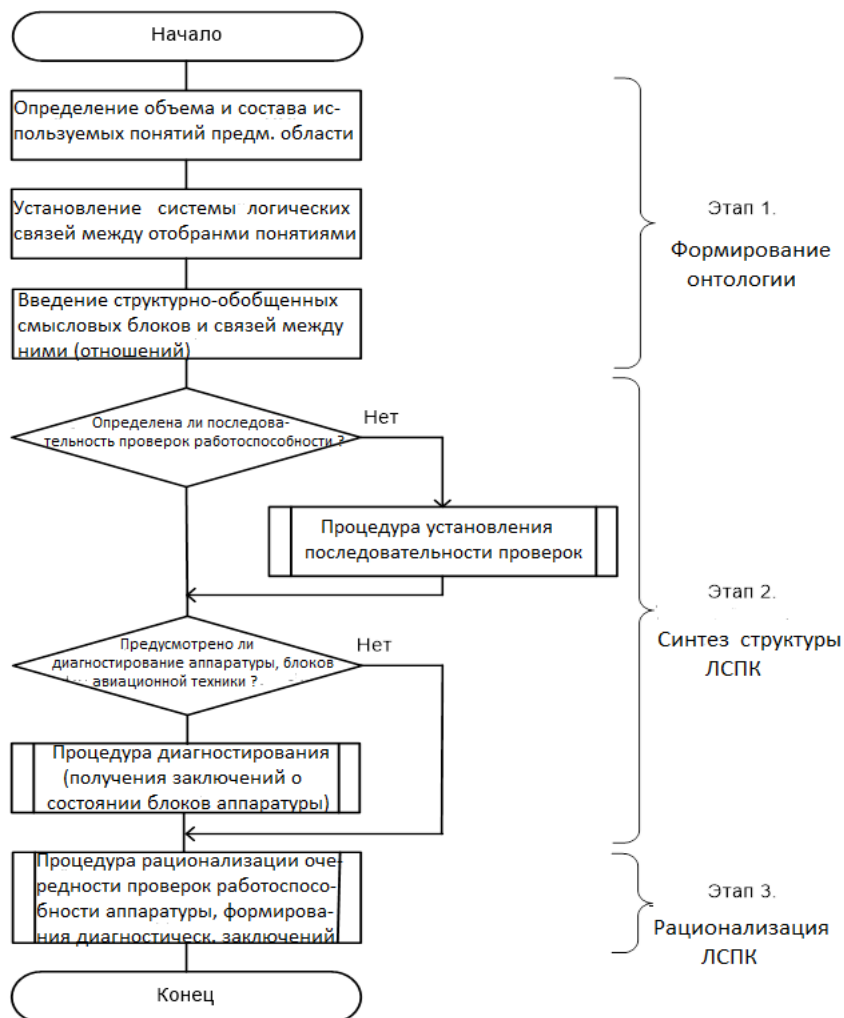 Начало
Определение объема и состава ис-
пользуемых понятий предм. области
Установление системы логических
связей между отобранми понятиями
Этап 1.
Формирование
онтологии
Введение структурно-обобщенных
смысловых блоков и связей между
ними (отношений)
Определена ли последова-
тельность проверок работоспособности ?
Нет
Процедура установления
последовательности проверок
Этап 2.
Синтез структуры
ЛСПК
Предусмотрено ли
диагностирование аппаратуры, блоков
авиационной техники ?
Нет
Процедура диагностирования
(получения заключений о
состоянии блоков аппаратуры)
Процедура рационализации оче-
редности проверок работоспосо-
бности аппаратуры, формирова-
ния диагностическ. заключений
Этап 3.
Рационализация
ЛСПК
Конец